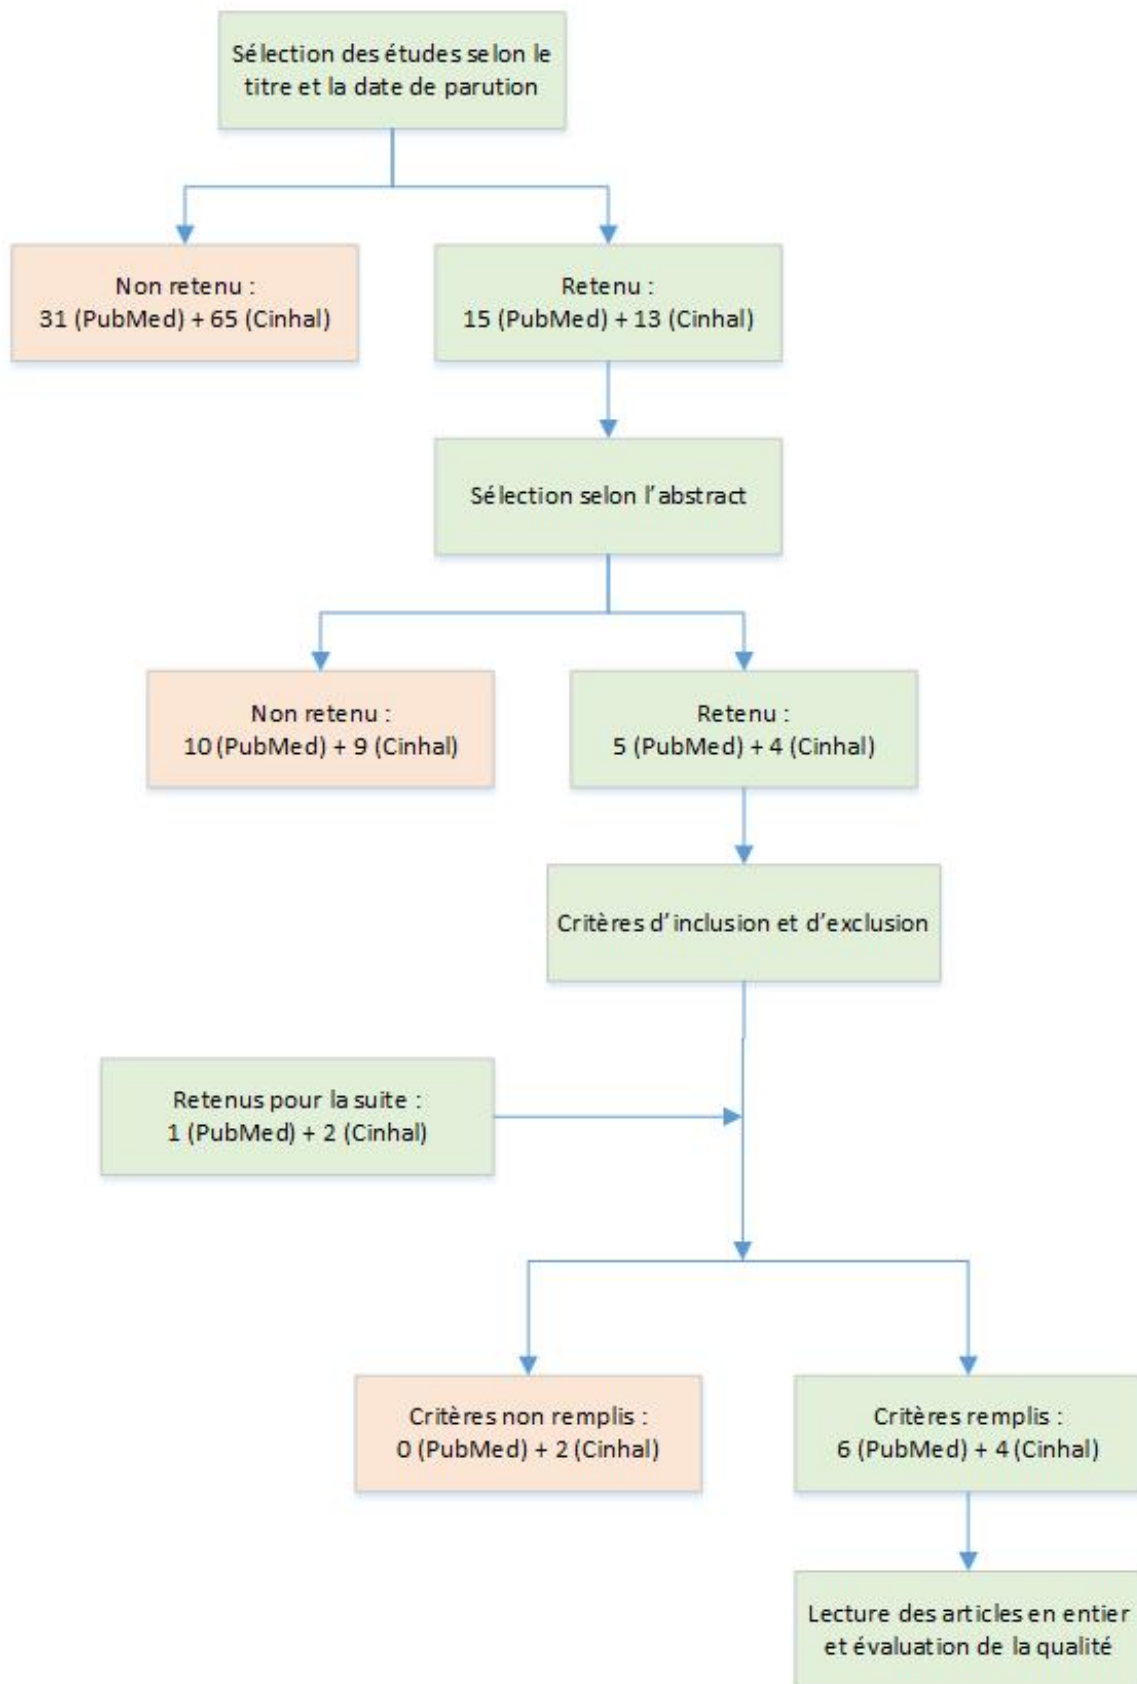 Sélection des études selon le
titre et la date de parution
Non retenu :
31 (PubMed) + 65 (Cinhal)
Retenu :
15 (PubMed) + 13 (Cinhal)
Sélection selon l'abstract
Non retenu :
10 (PubMed) + 9 (Cinhal)
Retenu :
5 (PubMed) + 4 (Cinhal)
Critères d'inclusion et d'exclusion
Retenus pour la suite :
1 (PubMed) + 2 (Cinhal)
Critères non remplis :
0 (PubMed) + 2 (Cinhal)
Critères remplis :
6 (PubMed) + 4 (Cinhal)
Lecture des articles en entier
et évaluation de la qualité